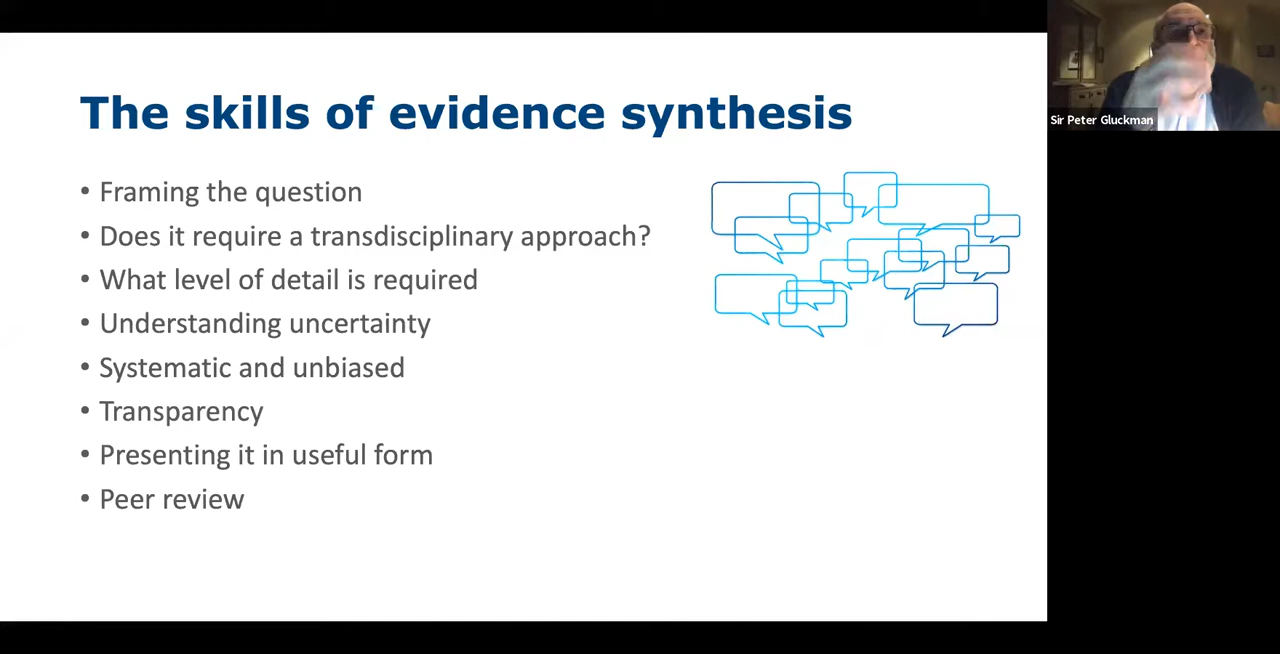 The skills of evidence synthesis
• Framing the question
• Does it require a transdisciplinary approach?
• What level of detail is required
• Understanding uncertainty
• Systematic and unbiased
• Transparency
• Presenting it in useful form
• Peer review
Sir Peter Gluckman